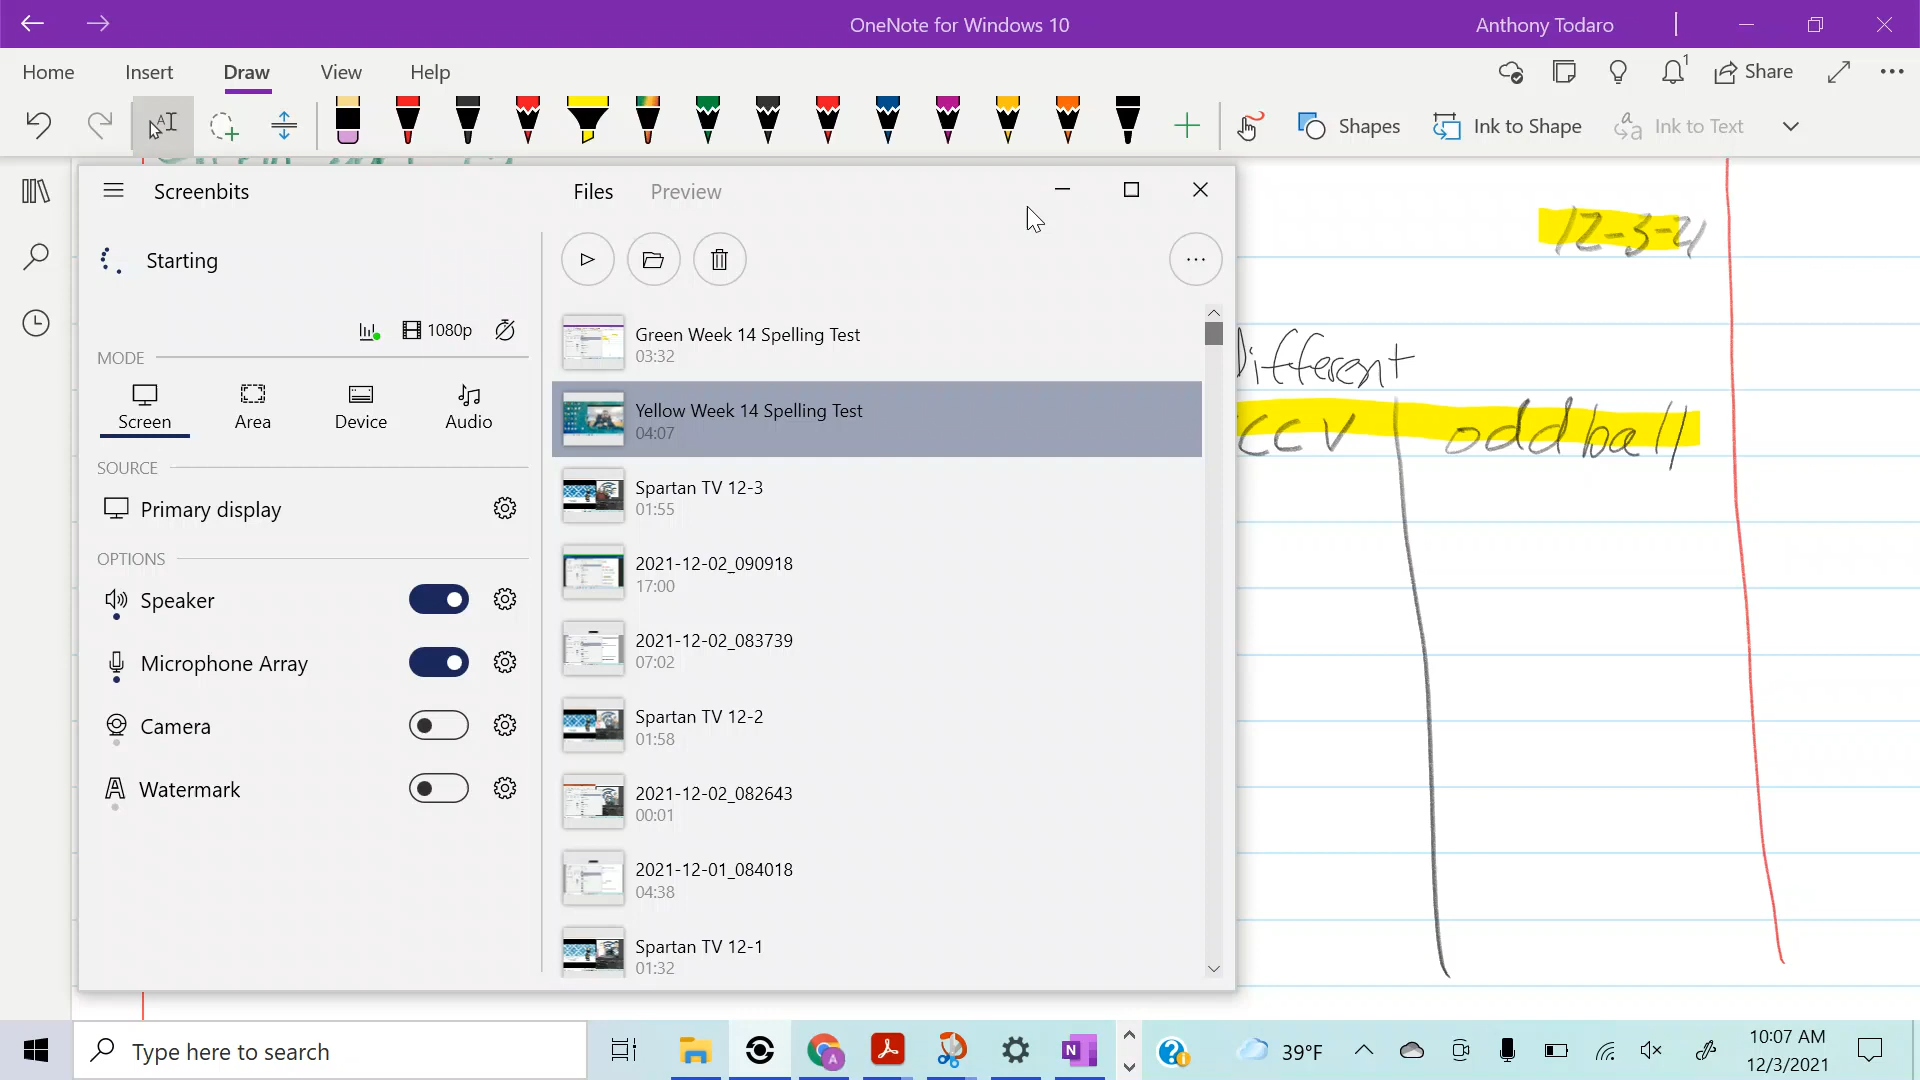 OneNote for Windows 10
Anthony Todaro
Home Insert Draw View Help
1
Share
Shapes
Ink to Shape
Ink to Text
Screenbits
Files Preview
Starting
1080p
MODE
Screen Area Device Audio
SOURCE
Primary display
OPTIONS
Speaker
Microphone Array
Camera
Watermark
Green Week 14 Spelling Test
03:32
Yellow Week 14 Spelling Test
04:07
Spartan TV 12-3
01:55
2021-12-02_090918
17:00
2021-12-02_083739
07:02
Spartan TV 12-2
01:58
2021-12-02_082643
00:01
2021-12-01_084018
04:38
Spartan TV 12-1
01:32
12-3-21
Different
CCV oddball
Type here to search
39°F
10:07 AM
12/3/2021